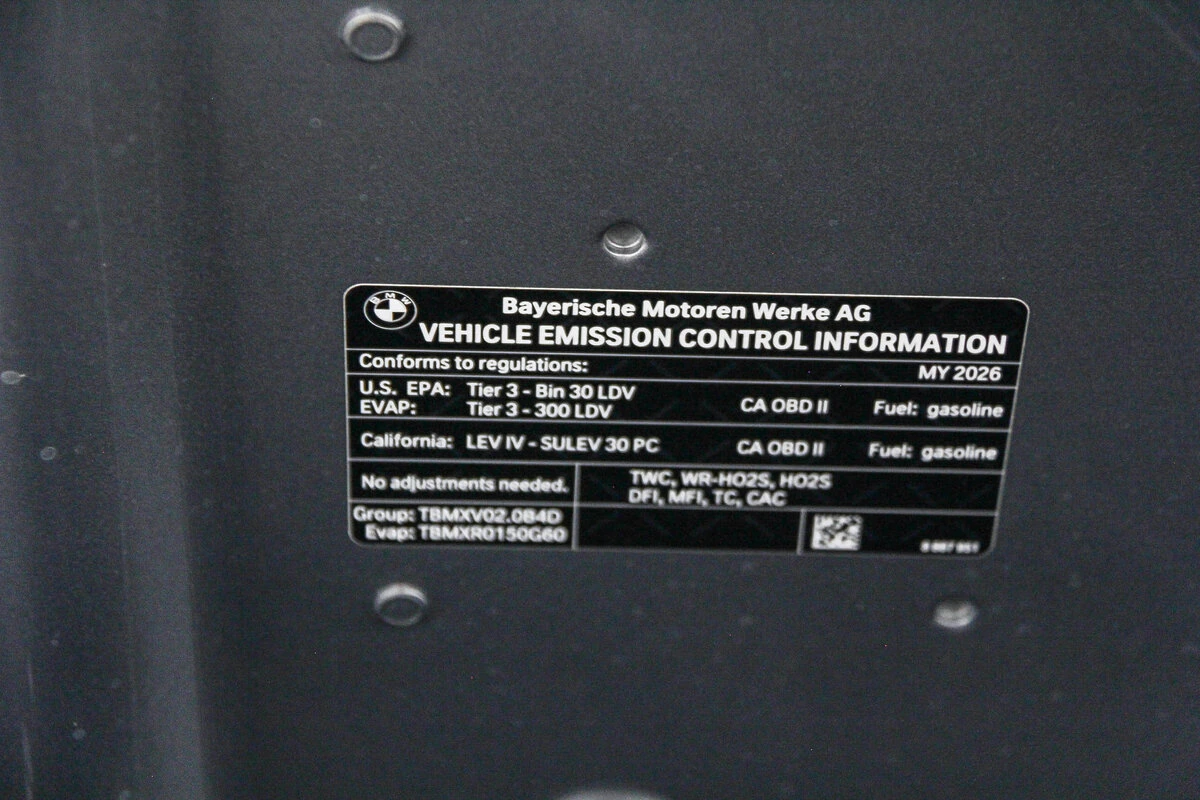 BMW
Bayerische Motoren Werke AG
VEHICLE EMISSION CONTROL INFORMATION
Conforms to regulations: MY 2026
U.S. EPA: Tier 3 - Bin 30 LDV
EVAP: Tier 3 - 300 LDV CA OBD II Fuel: gasoline
California: LEV IV - SULEV 30 PC CA OBD II Fuel: gasoline
No adjustments needed. TWC, WR-HO2S, HO2S
DFI, MFI, TC, CAC
Group: TBMXV02.0B4D
Evap: TBMXR0150G60